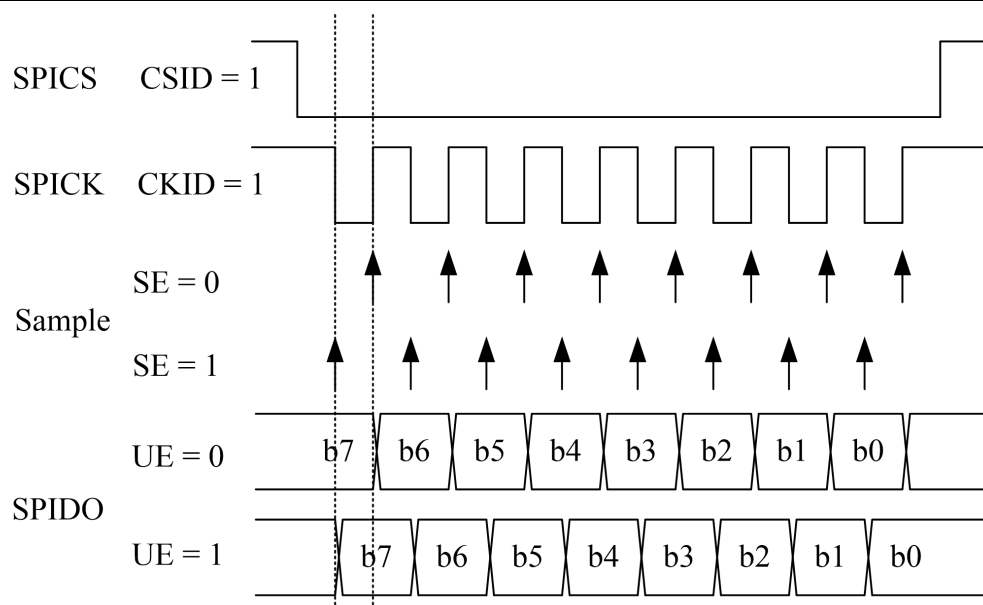 SPICS CSID = 1
SPICK CKID = 1
SE = 0
Sample
SE = 1
b7 b6 b5 b4 b3 b2 b1 b0
UE = 0
SPIDO
b7 b6 b5 b4 b3 b2 b1 b0
UE = 1